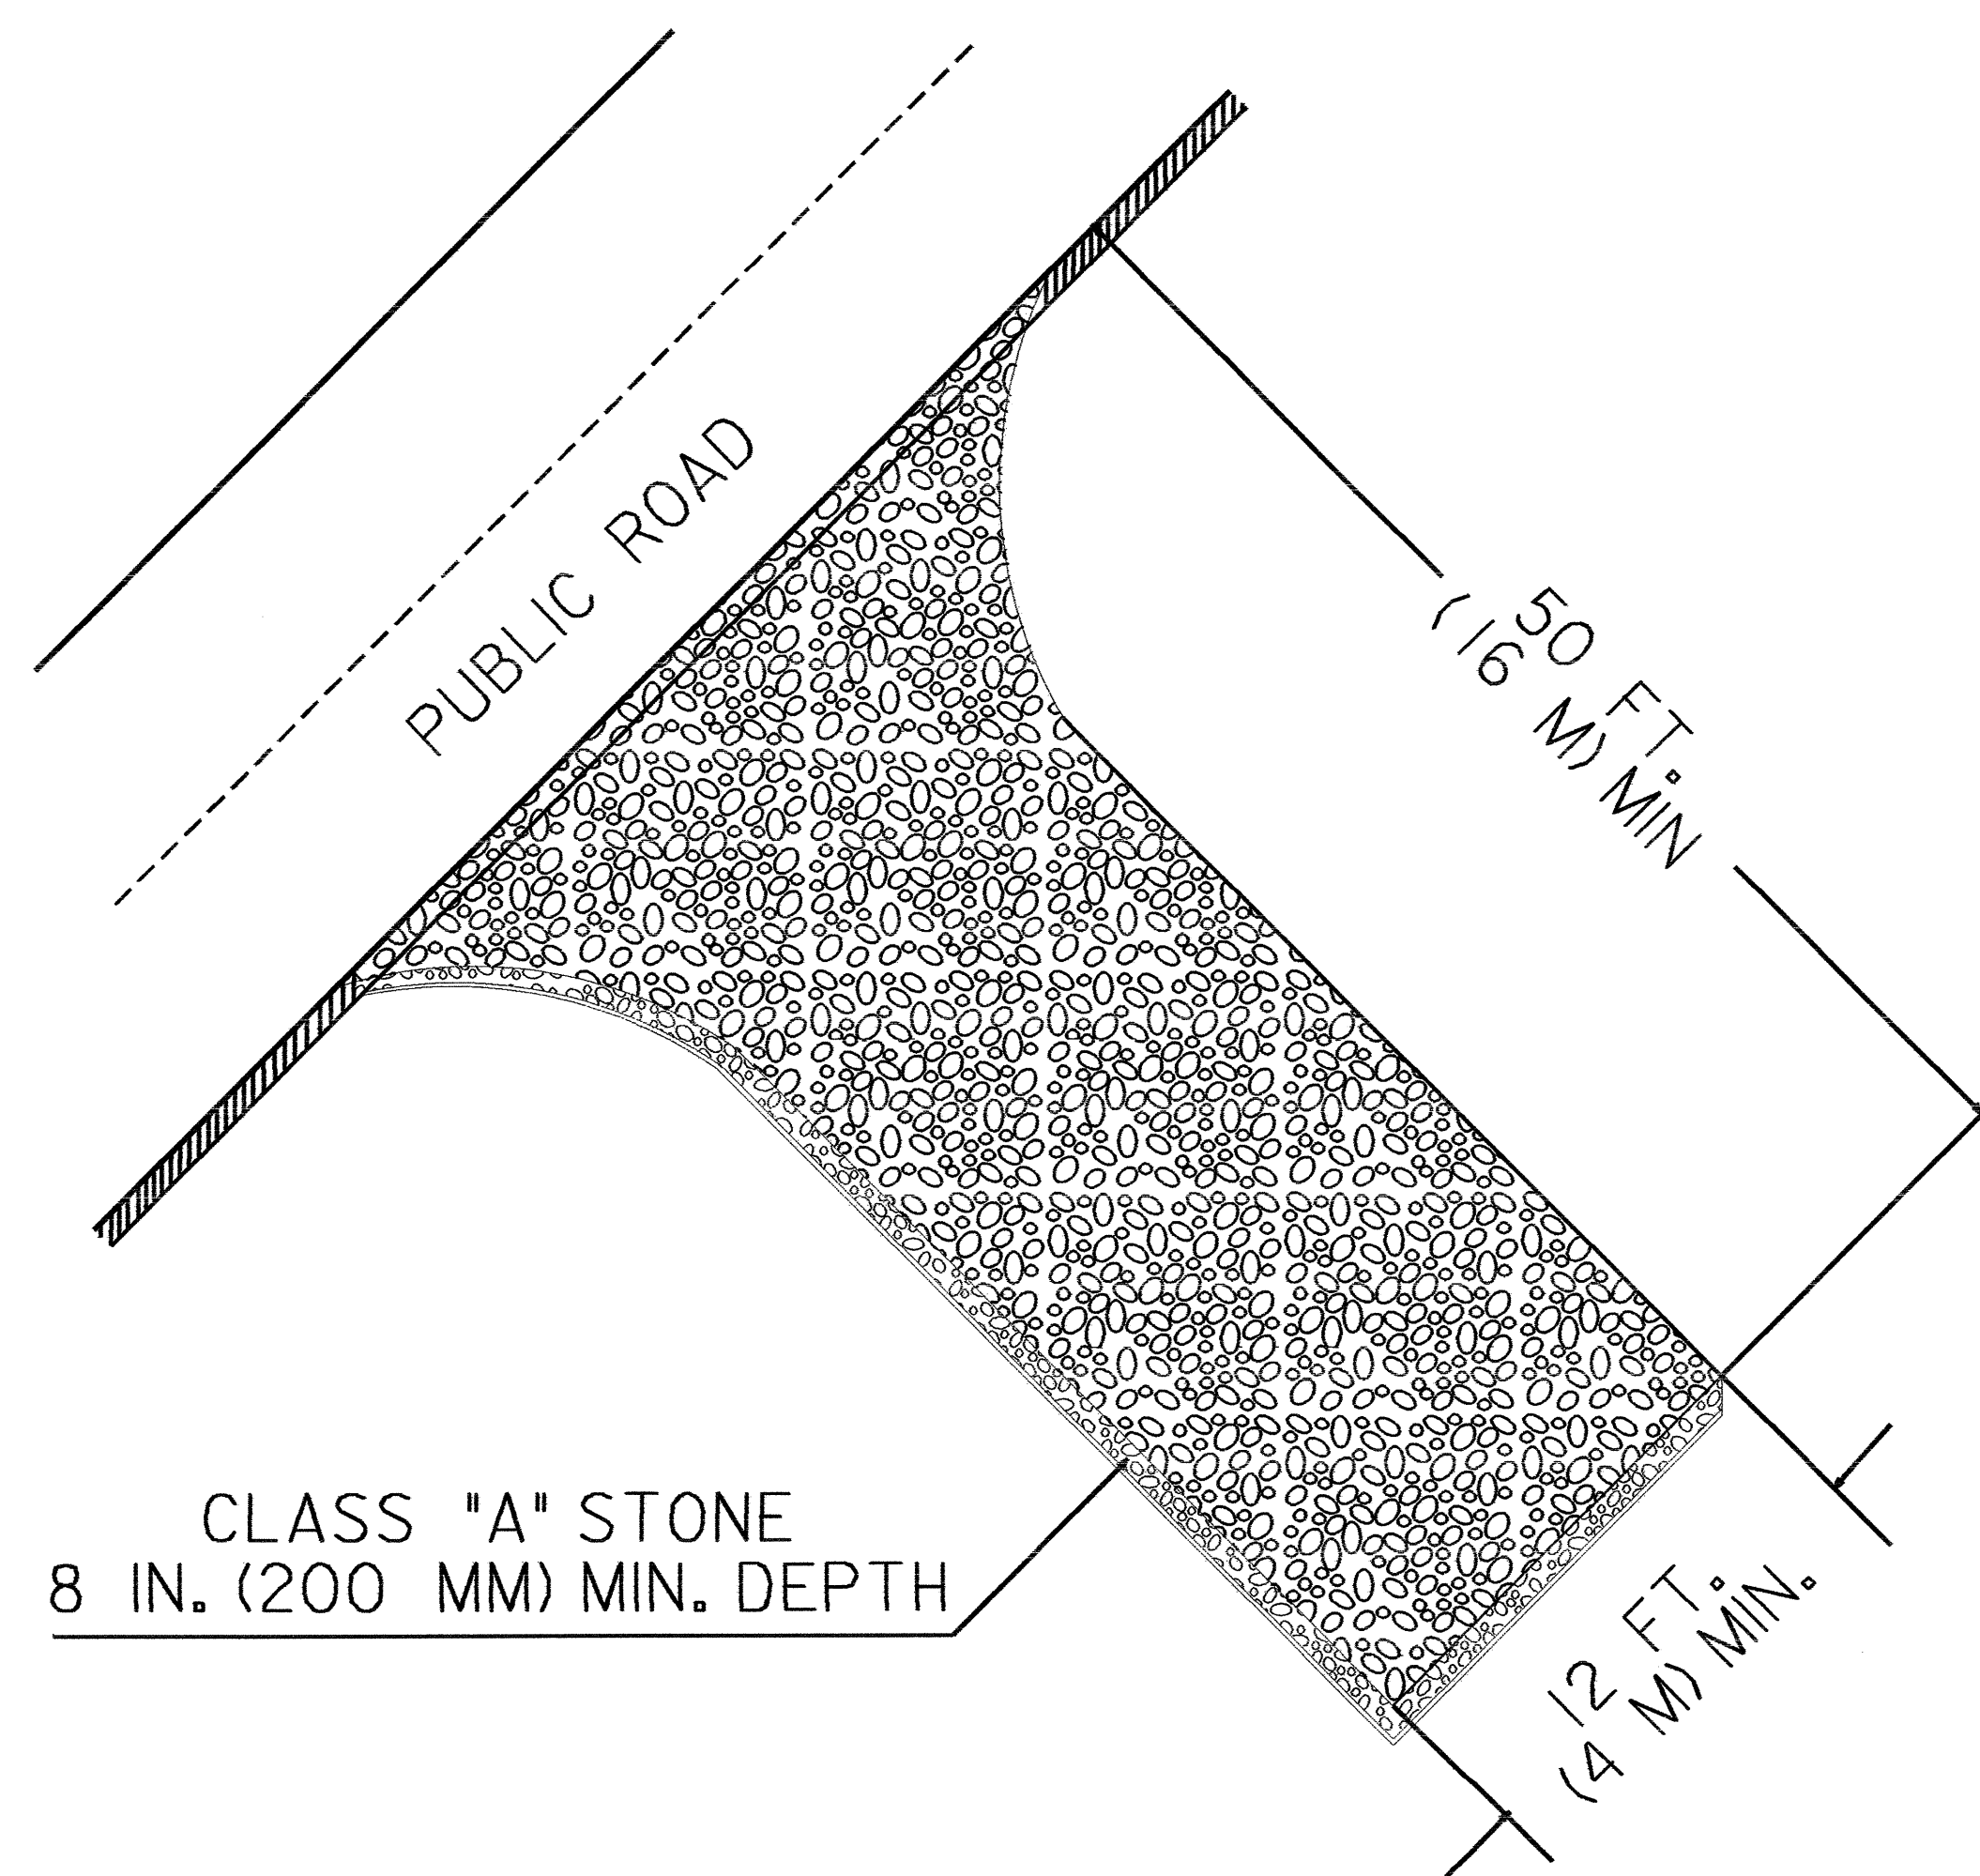 PUBLIC ROAD
50 FT.
(16 M) MIN
CLASS "A" STONE
8 IN. (200 MM) MIN. DEPTH
12 FT.
(4 M) MIN.